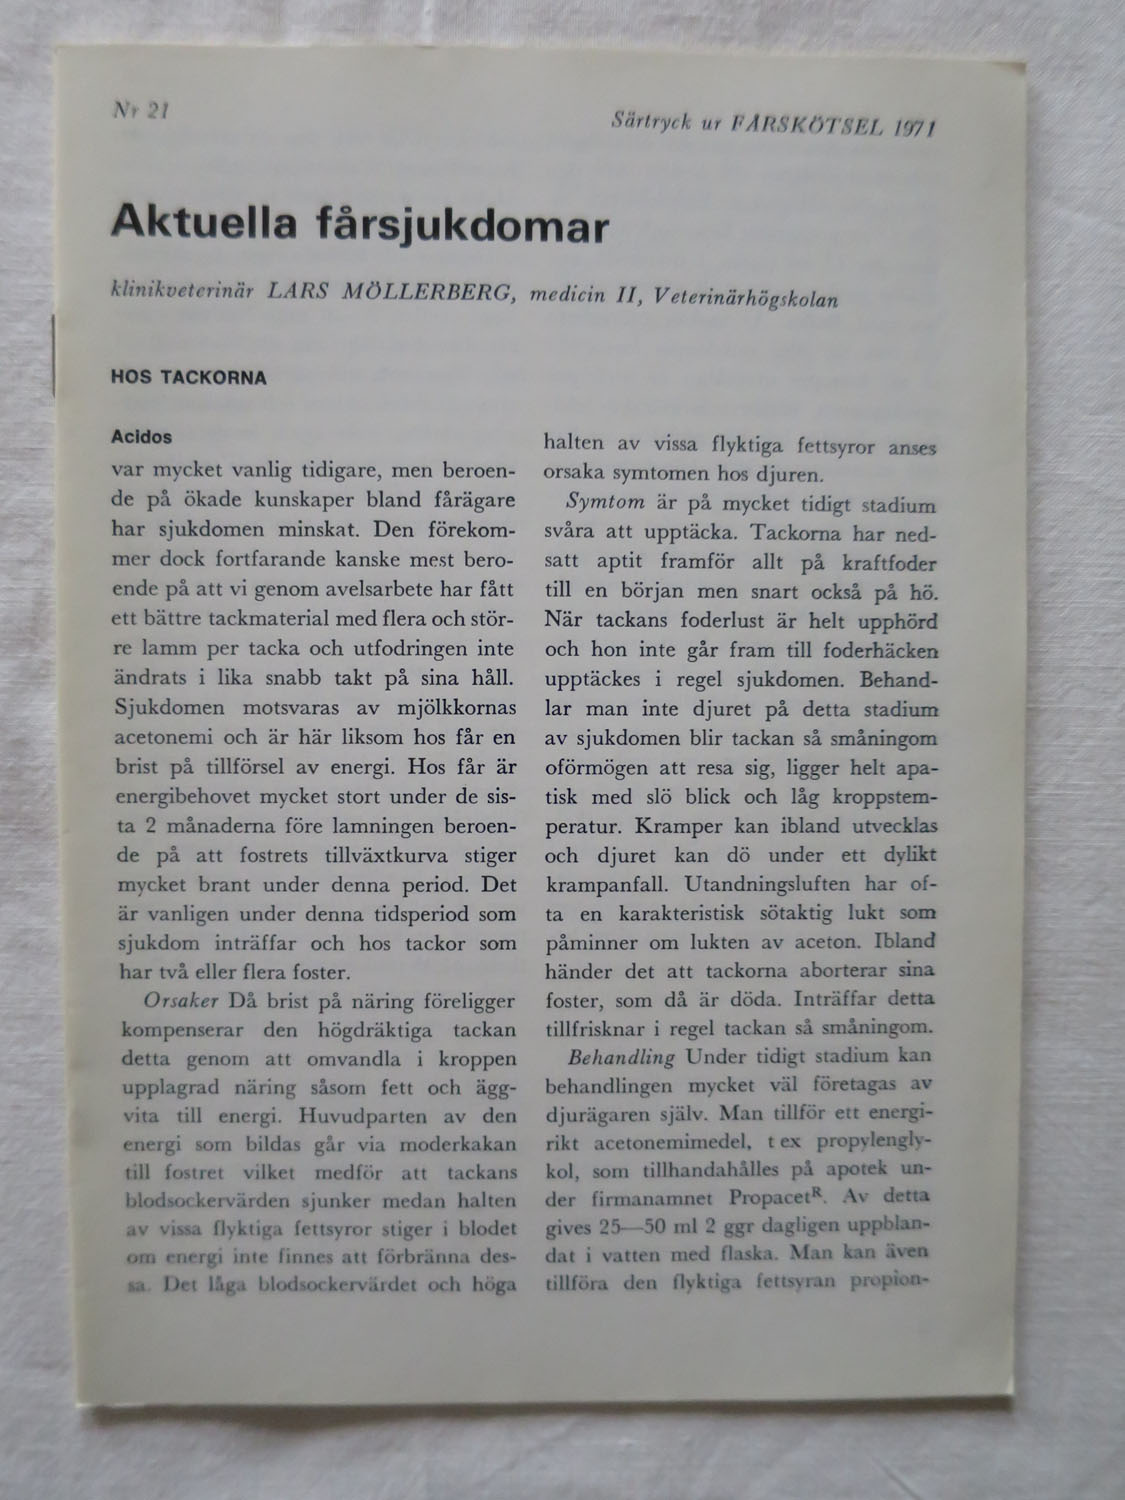 Nr 21
Särtryck ur FÅRSKÖTSEL 1971
Aktuella fårsjukdomar
klinikveterinär LARS MÖLLERBERG, medicin II, Veterinärhögskolan
HOS TACKORNA
Acidos
var mycket vanlig tidigare, men beroen-
de på ökade kunskaper bland fårägare
har sjukdomen minskat. Den förekom-
mer dock fortfarande kanske mest bero-
ende på att vi genom avelsarbete har fått
ett bättre tackmaterial med flera och stör-
re lamm per tacka och utfodringen inte
ändrats i lika snabb takt på sina håll.
Sjukdomen motsvaras av mjölkkornas
acetonemi och är här liksom hos får en
brist på tillförsel av energi. Hos får är
energibehovet mycket stort under de sis-
ta 2 månaderna före lamningen beroen-
de på att fostrets tillväxtkurva stiger
mycket brant under denna period. Det
är vanligen under denna tidsperiod som
sjukdom inträffar och hos tackor som
har två eller flera foster.
Orsaker Då brist på näring föreligger
kompenserar den högdräktiga tackan
detta genom att omvandla i kroppen
upplagrad näring såsom fett och ägg-
vita till energi. Huvudparten av den
energi som bildas går via moderkakan
till fostret vilket medför att tackans
blodsockervärden sjunker medan halten
av vissa flyktiga fettsyror stiger i blodet
om energi inte finnes att förbränna des-
sa. Det låga blodsockervärdet och höga
halten av vissa flyktiga fettsyror anses
orsaka symtomen hos djuren.
Symtom är på mycket tidigt stadium
svåra att upptäcka. Tackorna har ned-
satt aptit framför allt på kraftfoder
till en början men snart också på hö.
När tackans foderlust är helt upphörd
och hon inte går fram till foderhäcken
upptäckes i regel sjukdomen. Behand-
lar man inte djuret på detta stadium
av sjukdomen blir tackan så småningom
oförmögen att resa sig, ligger helt apa-
tisk med slö blick och låg kroppstem-
peratur. Kramper kan ibland utvecklas
och djuret kan dö under ett dylikt
krampanfall. Utandningsluften har of-
ta en karakteristisk sötaktig lukt som
påminner om lukten av aceton. Ibland
händer det att tackorna aborterar sina
foster, som då är döda. Inträffar detta
tillfrisknar i regel tackan så småningom.
Behandling Under tidigt stadium kan
behandlingen mycket väl företagas av
djurägaren själv. Man tillför ett energi-
rikt acetonemimedel, t ex propylengly-
kol, som tillhandahålles på apotek un-
der firmanamnet Propacetᴿ. Av detta
gives 25—50 ml 2 ggr dagligen uppblan-
dat i vatten med flaska. Man kan även
tillföra den flyktiga fettsyran propion-